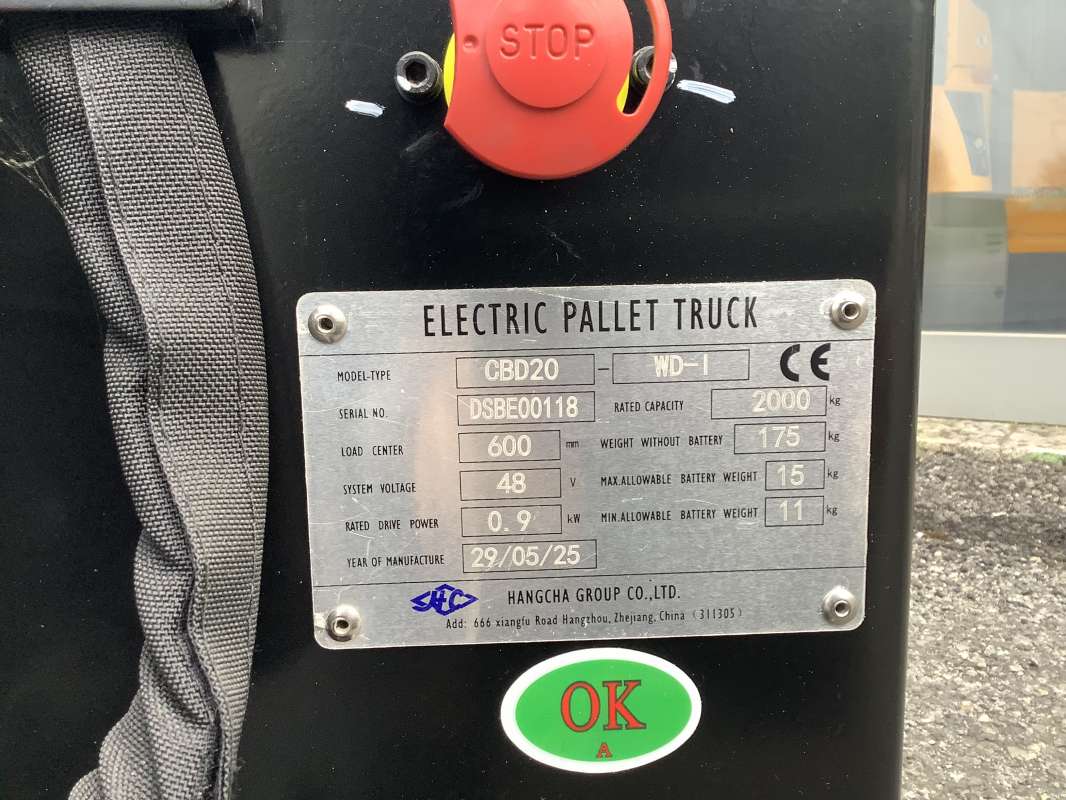 STOP
ELECTRIC PALLET TRUCK
MODEL-TYPE CBD20 - WD-I CE
SERIAL NO. DSBE00118 RATED CAPACITY 2000 kg
LOAD CENTER 600 mm WEIGHT WITHOUT BATTERY 175 kg
SYSTEM VOLTAGE 48 V MAX.ALLOWABLE BATTERY WEIGHT 15 kg
RATED DRIVE POWER 0.9 kW MIN.ALLOWABLE BATTERY WEIGHT 11 kg
YEAR OF MANUFACTURE 29/05/25
HC HANGCHA GROUP CO.,LTD.
Add: 666 xiangfu Road Hangzhou, Zhejiang, China (311305)
OK
A